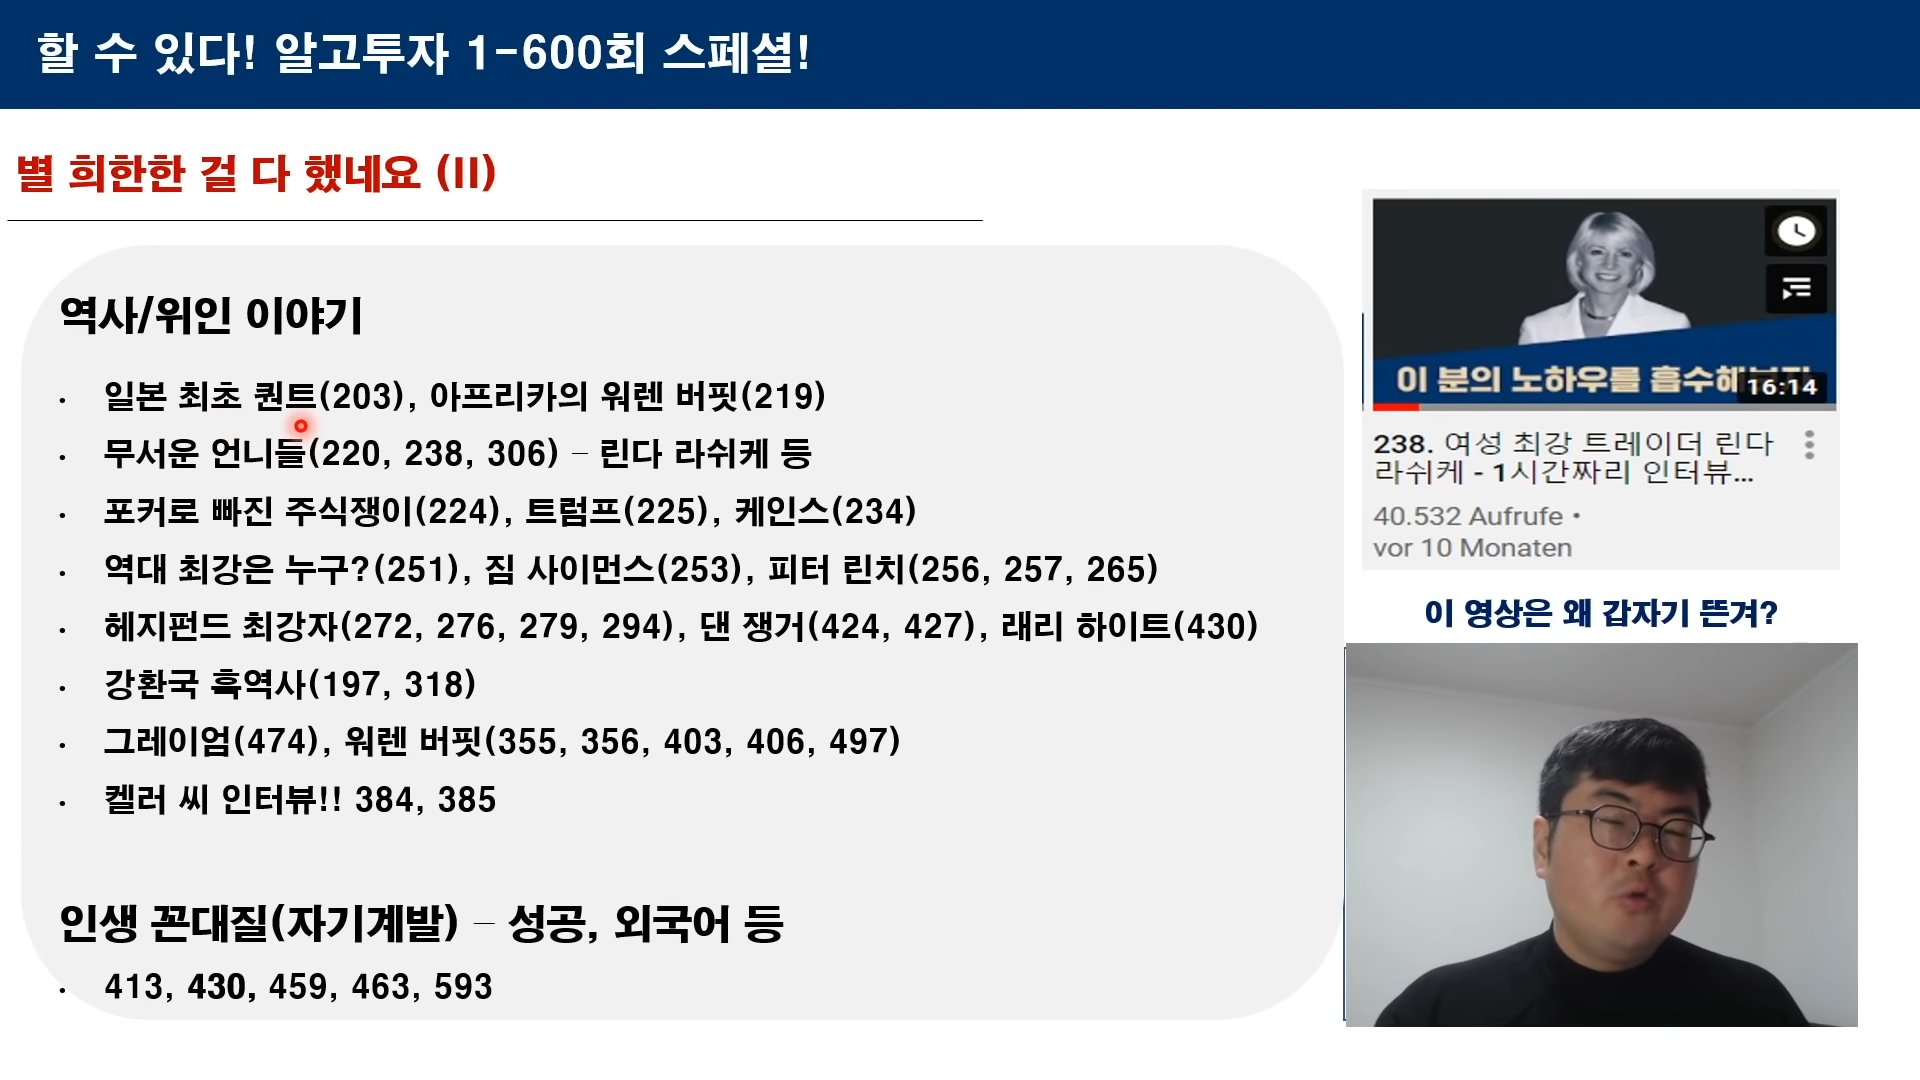 할 수 있다! 알고투자 1-600회 스페셜!
별 희한한 걸 다 했네요 (II)
역사/위인 이야기
• 일본 최초 퀀트(203), 아프리카의 워렌 버핏(219)
• 무서운 언니들(220, 238, 306) – 린다 라쉬케 등
• 포커로 빠진 주식쟁이(224), 트럼프(225), 케인스(234)
• 역대 최강은 누구?(251), 짐 사이먼스(253), 피터 린치(256, 257, 265)
• 헤지펀드 최강자(272, 276, 279, 294), 댄 쟁거(424, 427), 래리 하이트(430)
• 강환국 흑역사(197, 318)
• 그레이엄(474), 워렌 버핏(355, 356, 403, 406, 497)
• 켈러 씨 인터뷰!! 384, 385
인생 꼰대질(자기계발) – 성공, 외국어 등
• 413, 430, 459, 463, 593
이 분의 노하우를
16:14
238. 여성 최강 트레이더 린다
라쉬케 - 1시간짜리 인터뷰...
40.532 Aufrufe •
vor 10 Monaten
이 영상은 왜 갑자기 뜬겨?